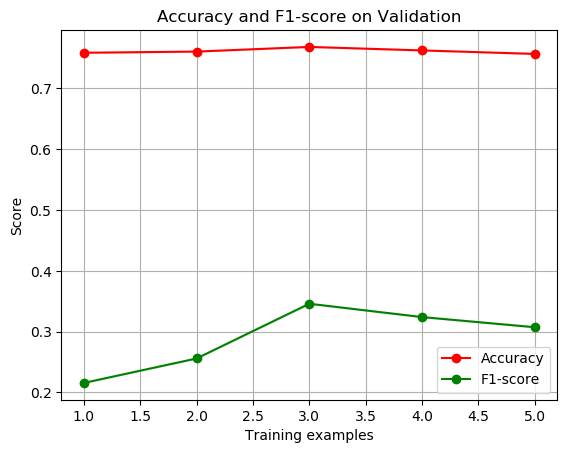 Accuracy and F1-score on Validation
Score
0.7
0.6
0.5
0.4
0.3
0.2
Accuracy
F1-score
1.0 1.5 2.0 2.5 3.0 3.5 4.0 4.5 5.0
Training examples